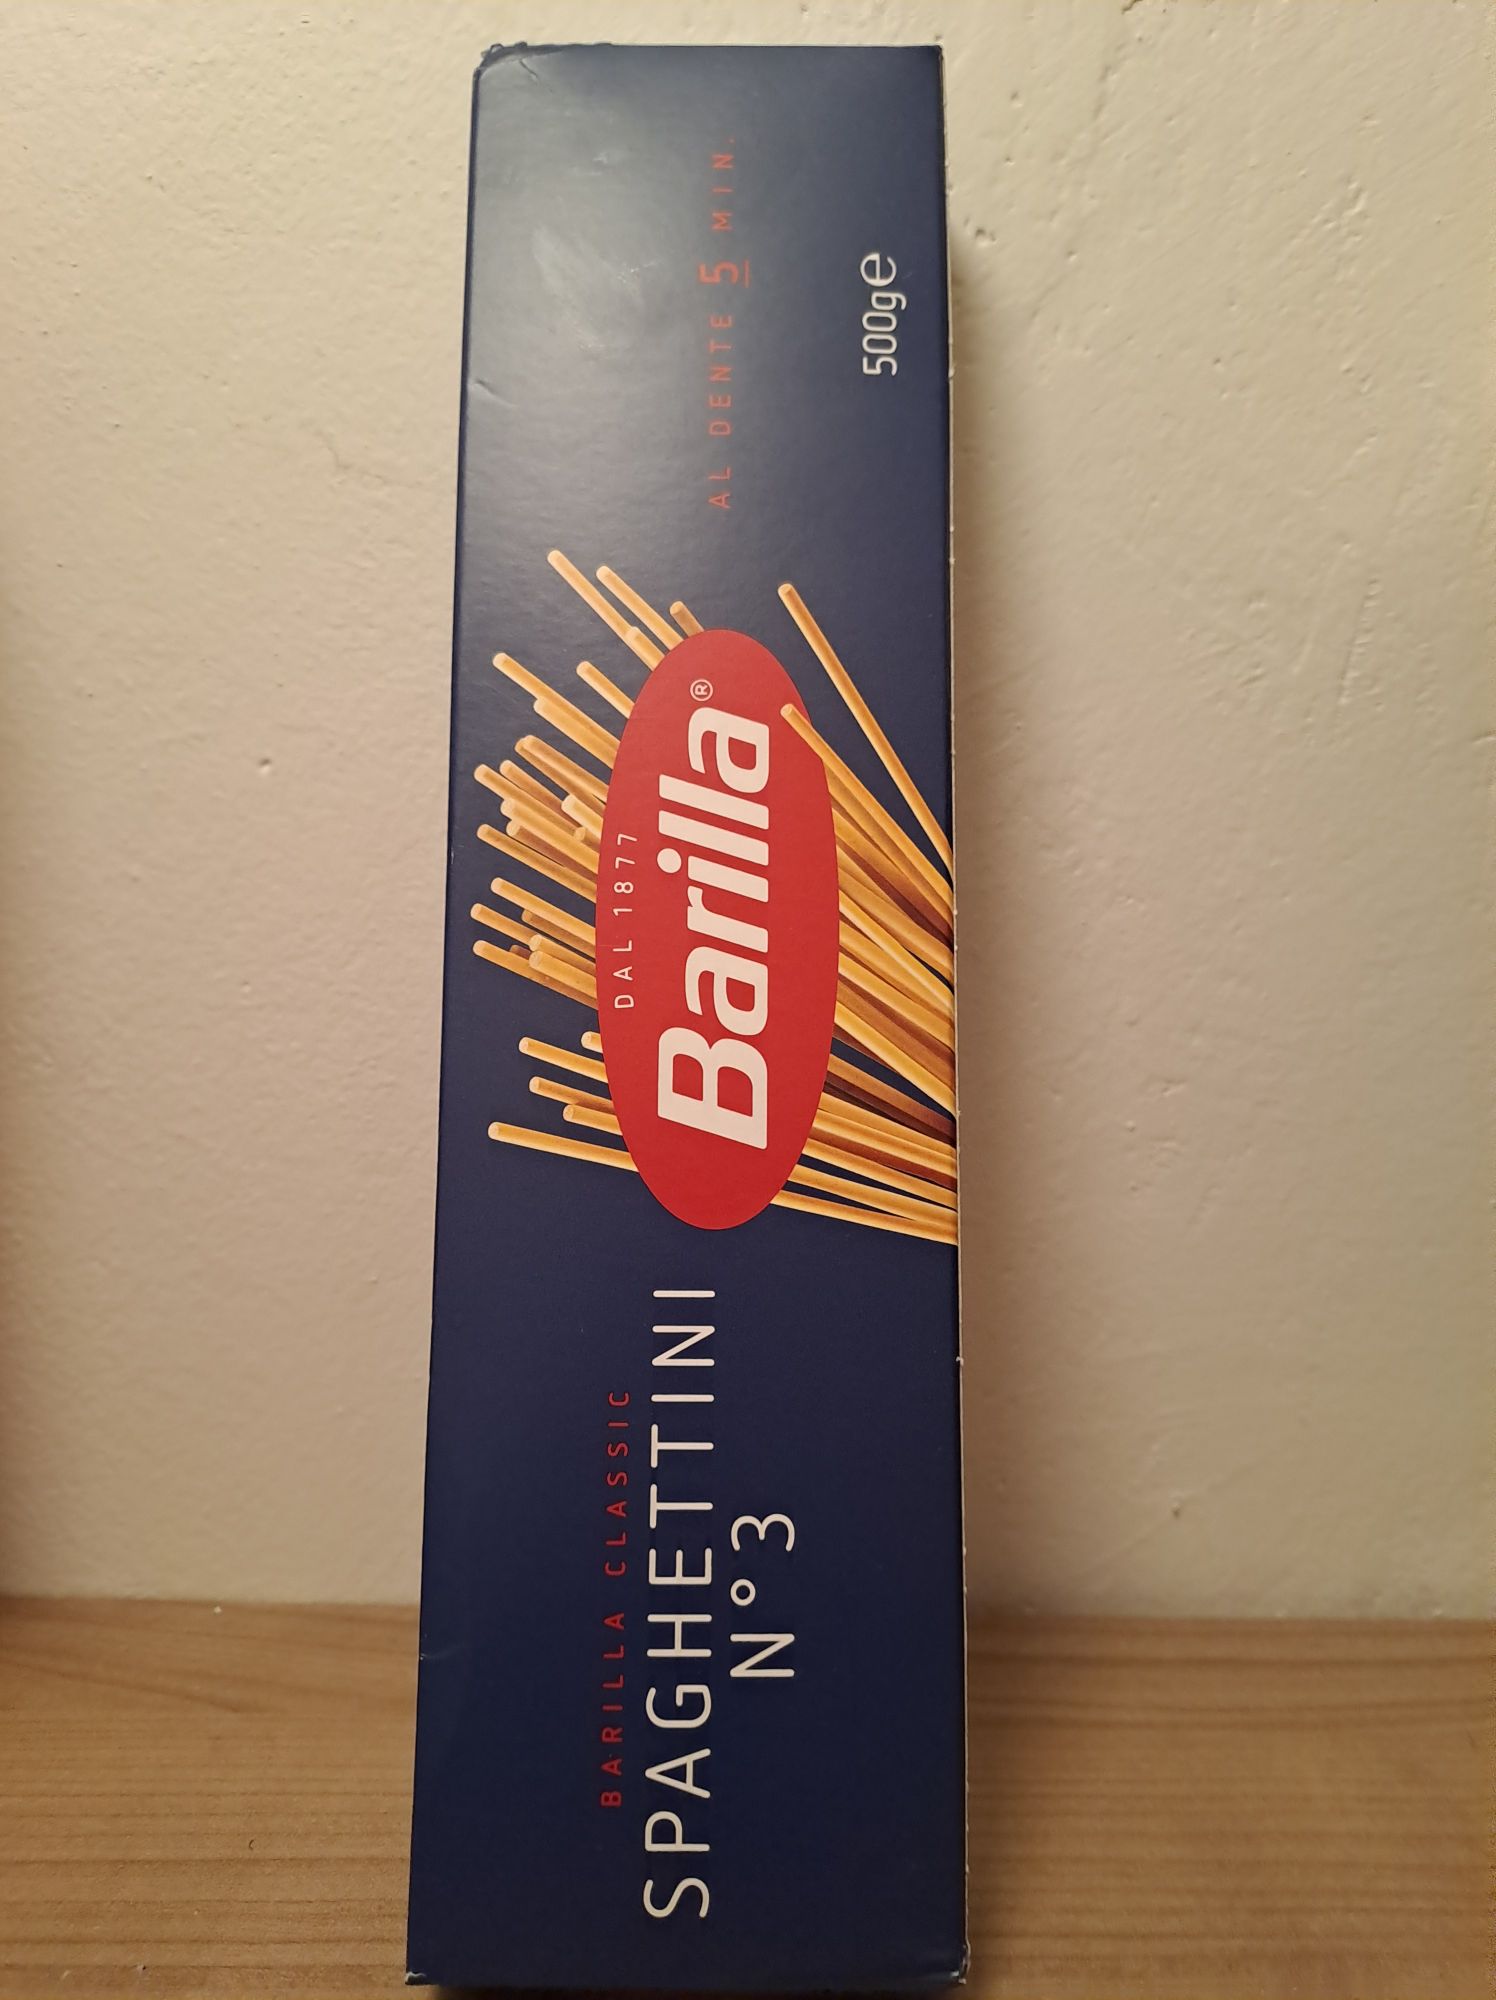 BARILLA CLASSIC
SPAGHETTINI
N°3
DAL 1877
Barilla®
AL DENTE 5 MIN.
500g℮